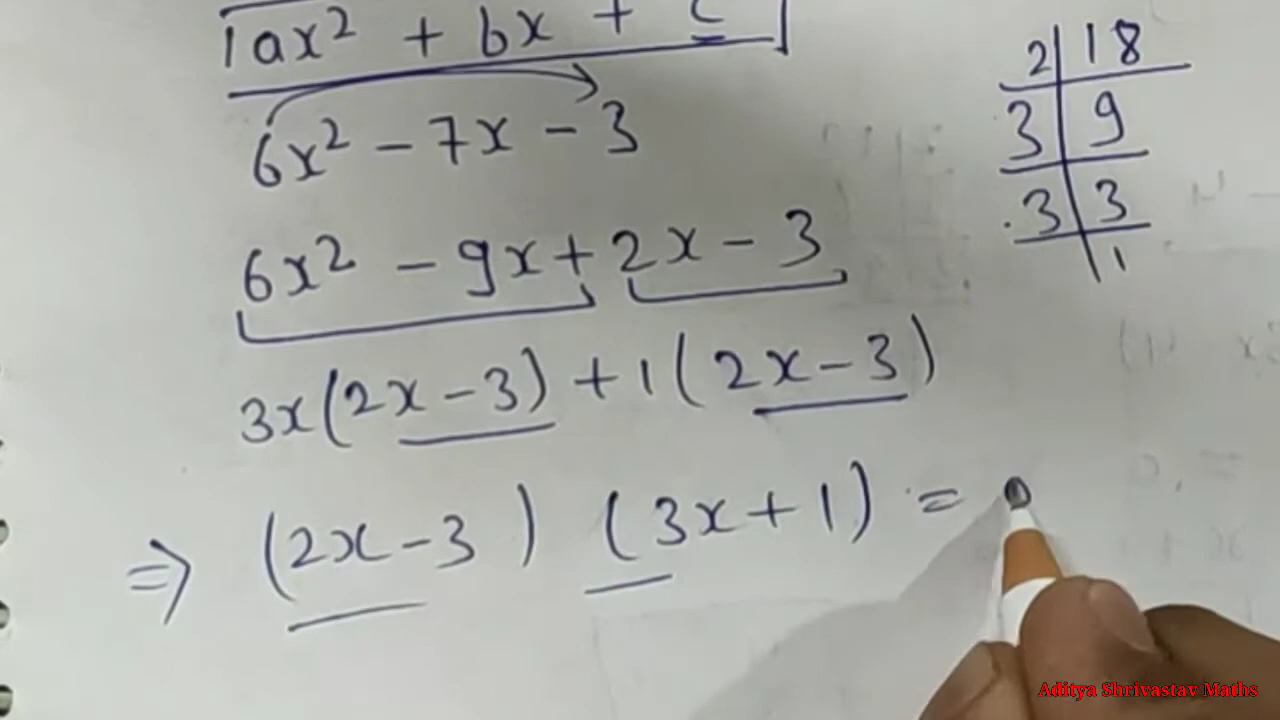 ax² + bx + c
6x² - 7x - 3
6x² - 9x + 2x - 3
3x(2x - 3) + 1(2x - 3)
⇒ (2x - 3) (3x + 1) = 0
2 | 18
3 | 9
3 | 3
| 1
Aditya Shrivastav Maths